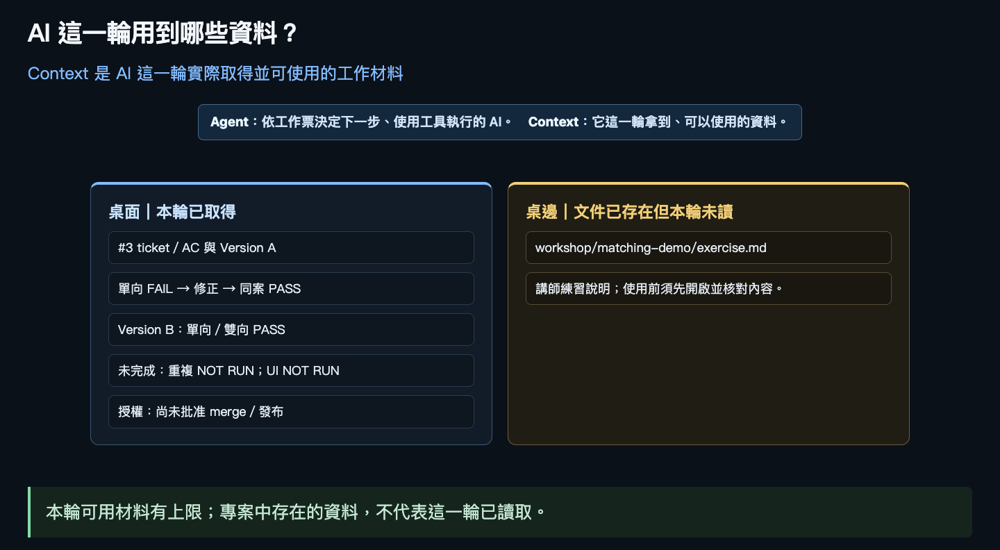 AI 這一輪用到哪些資料？
Context 是 AI 這一輪實際取得並可使用的工作材料
Agent：依工作票決定下一步、使用工具執行的 AI。 Context：它這一輪拿到、可以使用的資料。
桌面｜本輪已取得
#3 ticket / AC 與 Version A
單向 FAIL → 修正 → 同案 PASS
Version B：單向 / 雙向 PASS
未完成：重複 NOT RUN；UI NOT RUN
授權：尚未批准 merge / 發布
桌邊｜文件已存在但本輪未讀
workshop/matching-demo/exercise.md
講師練習說明；使用前須先開啟並核對內容。
本輪可用材料有上限；專案中存在的資料，不代表這一輪已讀取。